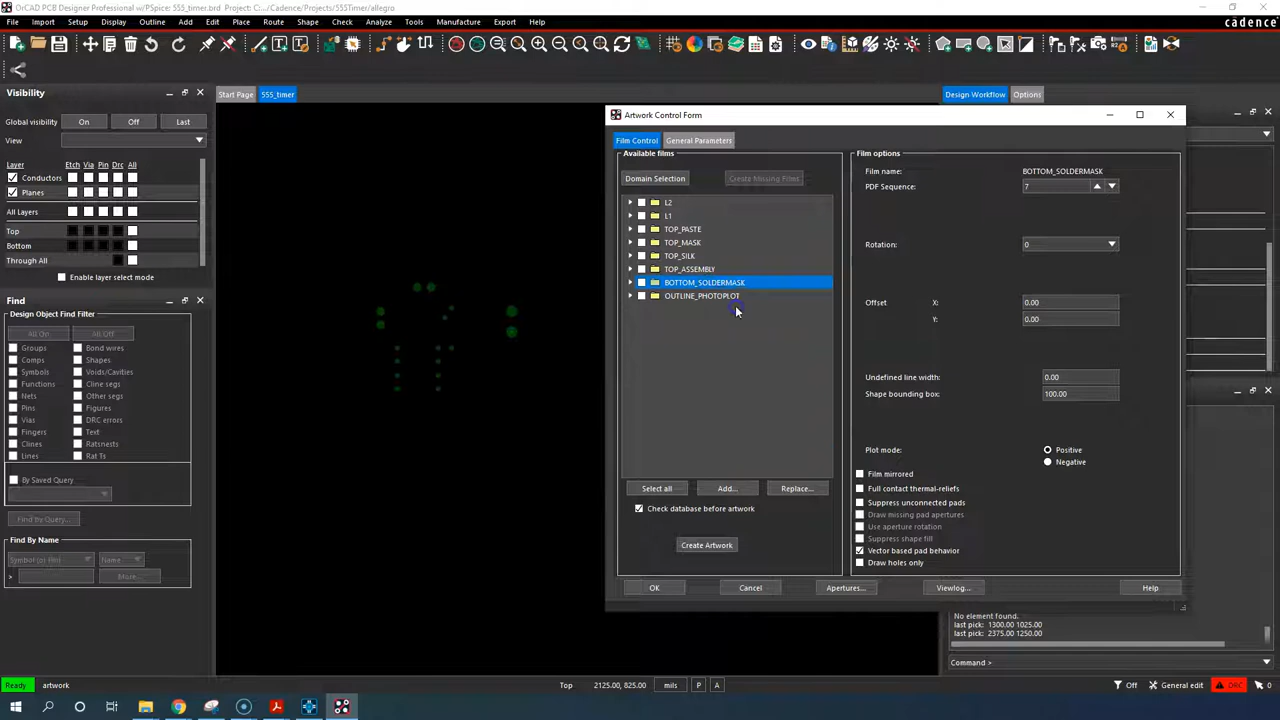 OrCAD PCB Designer Professional w/PSpice: 555_timer.brd Project: C:/.../Cadence/Projects/555Timer/allegro
File Setup Display Outline Add Edit Place Route Shape Check Analyze Tools Manufacture Export Help
cadence
Visibility
Start Page 555_timer
Design Workflow Options
Global visibility On Off Last
View
Layer Etch Via Pin Drc All
Conductors
Planes
All Layers
Top
Bottom
Through All
Enable layer select mode
Find
Design Object Find Filter
All On All Off
Groups Bond wires
Comps Shapes
Symbols Voids/Cavities
Functions Cline segs
Nets Other segs
Pins Figures
Vias DRC errors
Fingers Text
Clines Ratsnests
Lines Rat Ts
By Saved Query
Find By Query...
Find By Name
Symbol (or Pin) Name
> More...
Artwork Control Form
Film Control General Parameters
Available films
Domain Selection Create Missing Films
L2
L1
TOP_PASTE
TOP_MASK
TOP_SILK
TOP_ASSEMBLY
BOTTOM_SOLDERMASK
OUTLINE_PHOTOPLOT
Select all Add... Replace...
Check database before artwork
Create Artwork
Film options
Film name: BOTTOM_SOLDERMASK
PDF Sequence: 7
Rotation: 0
Offset X: 0.00
Y: 0.00
Undefined line width: 0.00
Shape bounding box: 100.00
Plot mode: Positive
Negative
Film mirrored
Full contact thermal-reliefs
Suppress unconnected pads
Draw missing pad apertures
Use aperture rotation
Suppress shape fill
Vector based pad behavior
Draw holes only
OK Cancel Apertures... Viewlog... Help
No element found.
last pick: 1300.00 1025.00
last pick: 2375.00 1250.00
Command >
Ready artwork Top 2125.00, 825.00 mils P A Off General edit DRC 0